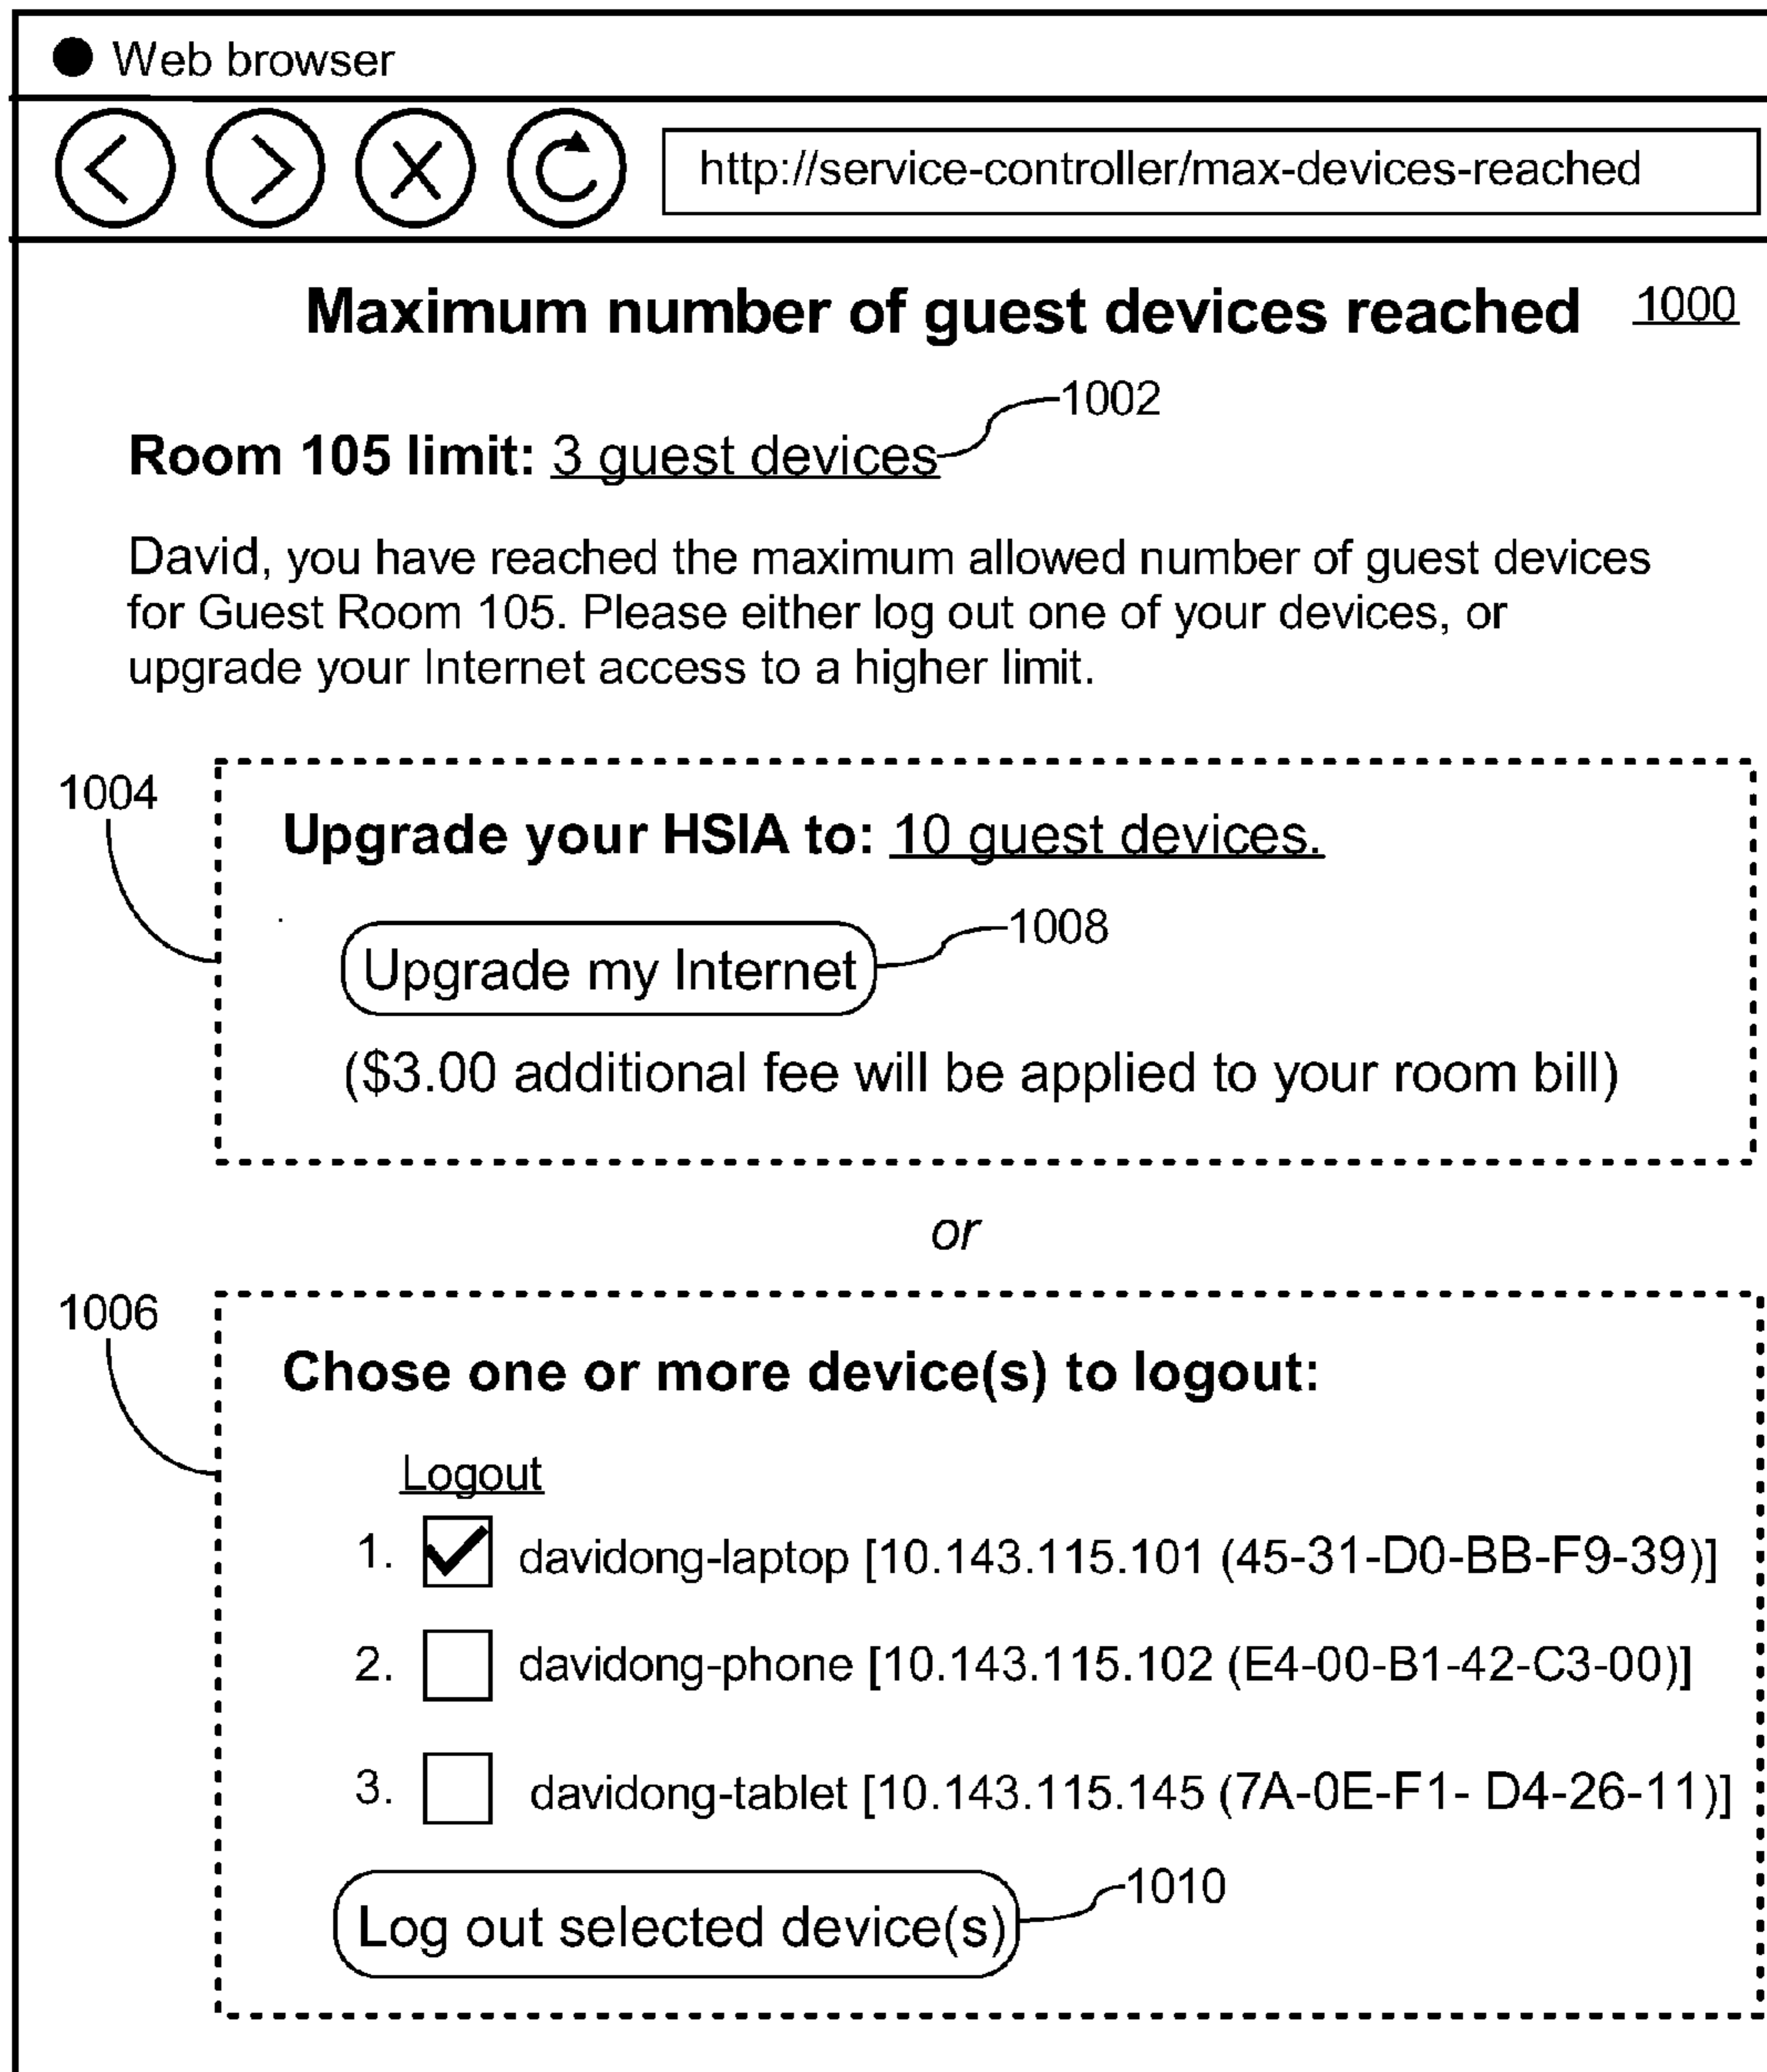 Web browser
http://service-controller/max-devices-reached
Maximum number of guest devices reached 1000
1002
Room 105 limit: 3 guest devices
David, you have reached the maximum allowed number of guest devices
for Guest Room 105. Please either log out one of your devices, or
upgrade your Internet access to a higher limit.
1004
Upgrade your HSIA to: 10 guest devices.
1008
Upgrade my Internet
($3.00 additional fee will be applied to your room bill)
or
1006
Chose one or more device(s) to logout:
Logout
1. davidong-laptop [10.143.115.101 (45-31-D0-BB-F9-39)]
2. davidong-phone [10.143.115.102 (E4-00-B1-42-C3-00)]
3. davidong-tablet [10.143.115.145 (7A-0E-F1- D4-26-11)]
1010
Log out selected device(s)